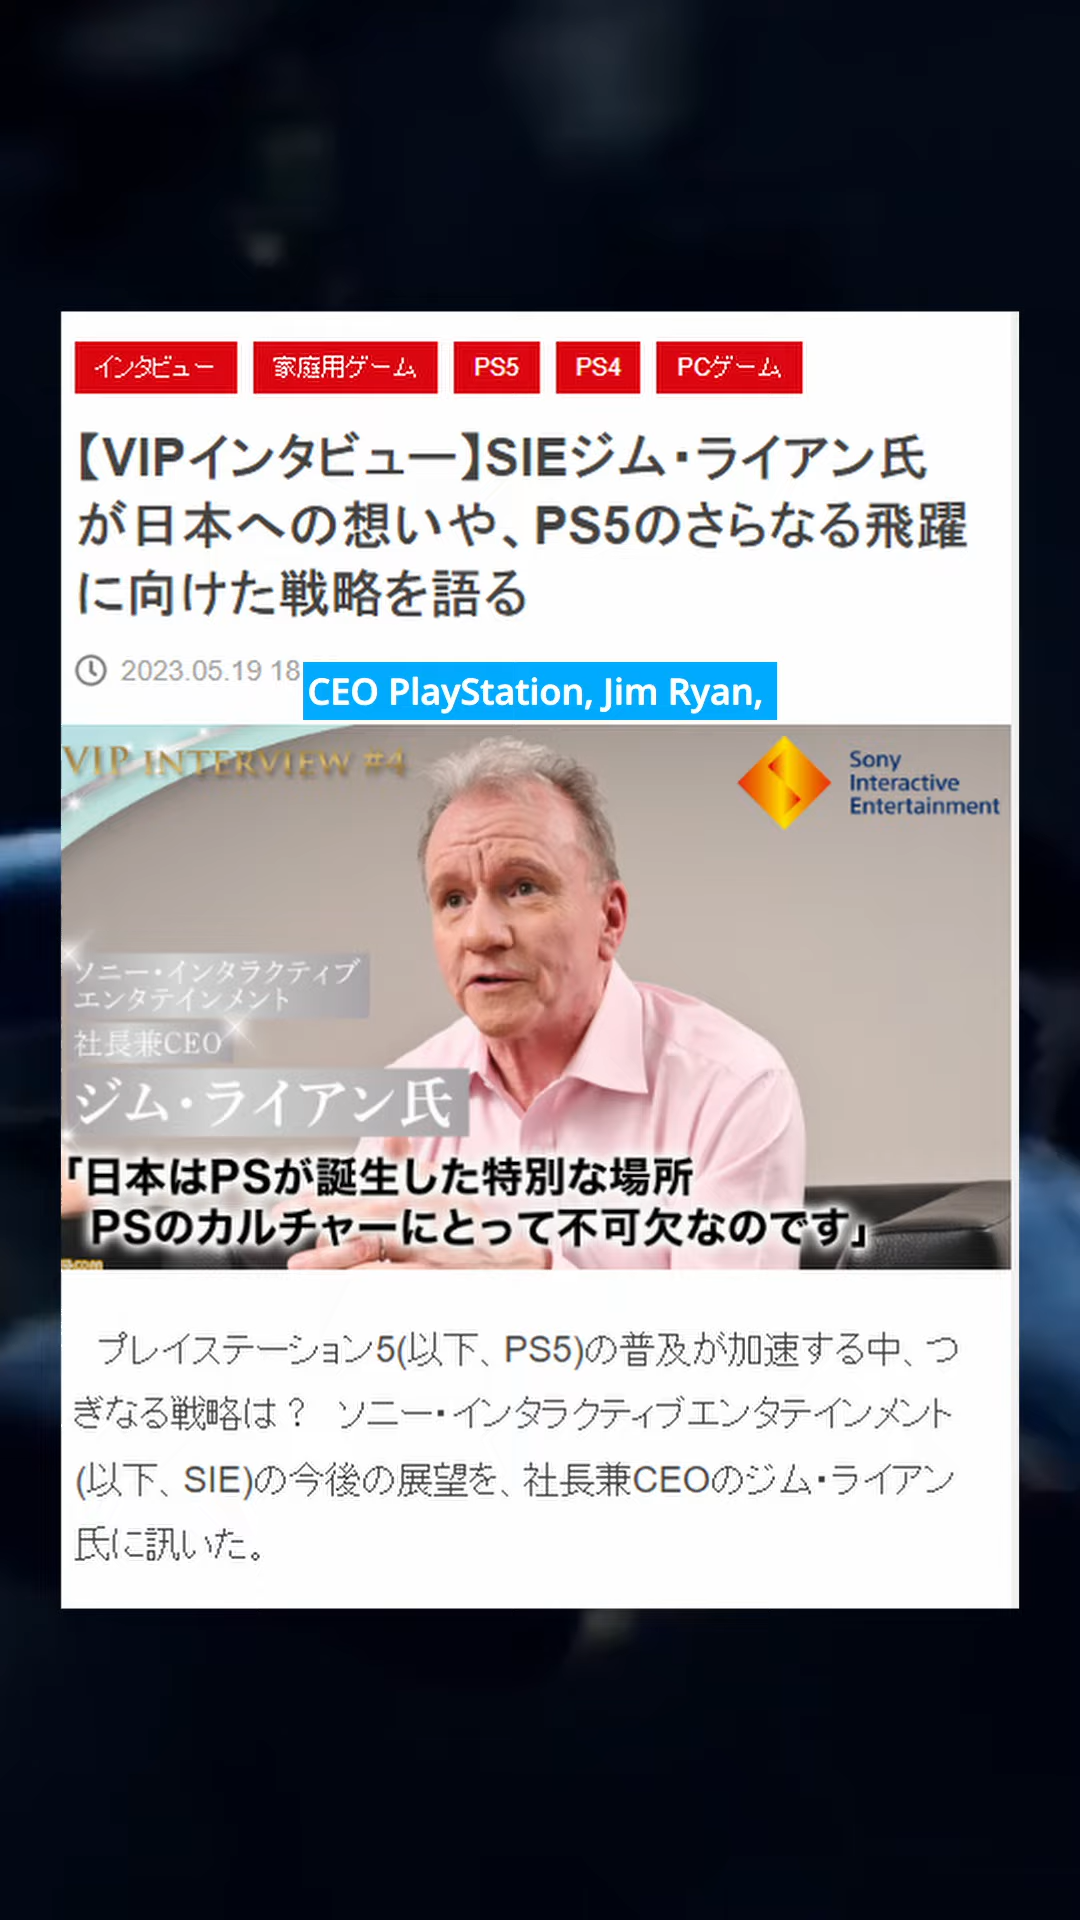 インタビュー 家庭用ゲーム PS5 PS4 PCゲーム
【VIPインタビュー】SIEジム・ライアン氏
が日本への想いや、PS5のさらなる飛躍
に向けた戦略を語る
2023.05.19 18
CEO PlayStation, Jim Ryan,
VIP INTERVIEW #4
Sony
Interactive
Entertainment
ソニー・インタラクティブ
エンタテインメント
社長兼CEO
ジム・ライアン氏
「日本はPSが誕生した特別な場所
PSのカルチャーにとって不可欠なのです」
プレイステーション5(以下、PS5)の普及が加速する中、つ
ぎなる戦略は？ ソニー・インタラクティブエンタテインメント
(以下、SIE)の今後の展望を、社長兼CEOのジム・ライアン
氏に訊いた。